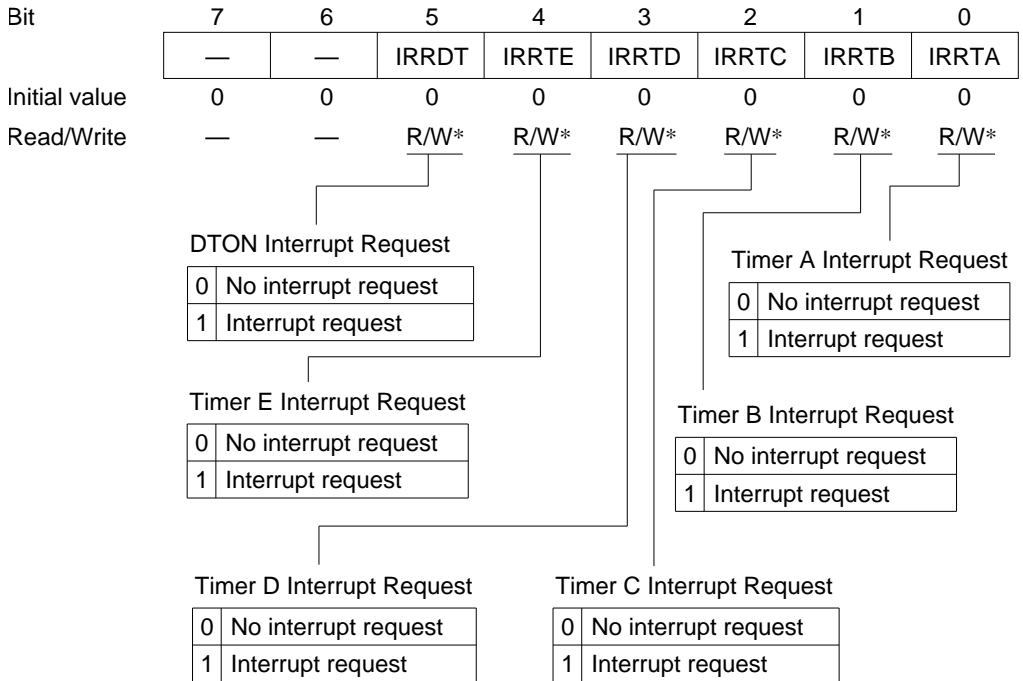 Bit 7 6 5 4 3 2 1 0
— — IRRDT IRRTE IRRTD IRRTC IRRTB IRRTA
Initial value 0 0 0 0 0 0 0 0
Read/Write — — R/W* R/W* R/W* R/W* R/W* R/W*
DTON Interrupt Request
0 No interrupt request
1 Interrupt request
Timer A Interrupt Request
0 No interrupt request
1 Interrupt request
Timer E Interrupt Request
0 No interrupt request
1 Interrupt request
Timer B Interrupt Request
0 No interrupt request
1 Interrupt request
Timer D Interrupt Request
0 No interrupt request
1 Interrupt request
Timer C Interrupt Request
0 No interrupt request
1 Interrupt request